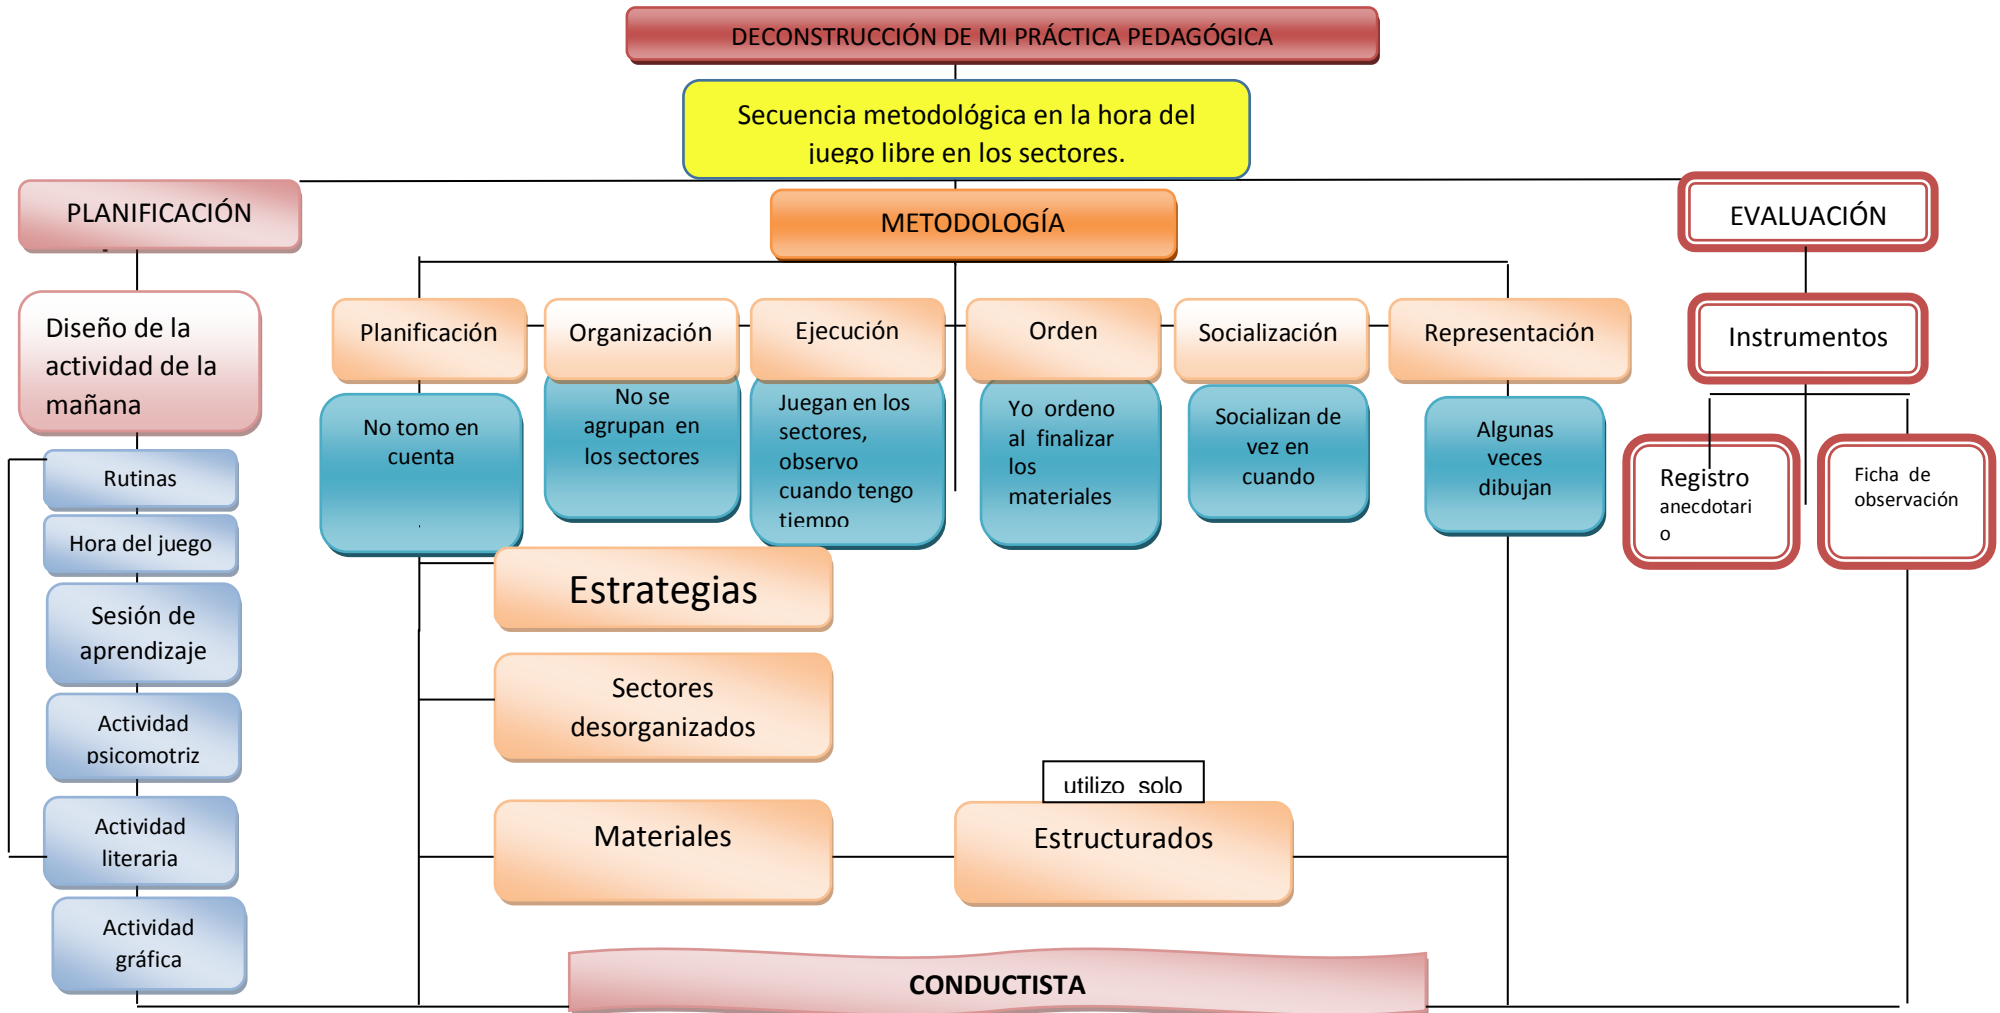 DECONSTRUCCIÓN DE MI PRÁCTICA PEDAGÓGICA
Secuencia metodológica en la hora del
juego libre en los sectores.
PLANIFICACIÓN
METODOLOGÍA
EVALUACIÓN
Diseño de la
actividad de la
mañana
Rutinas
Hora del juego
Sesión de
aprendizaje
Actividad
psicomotriz
Actividad
literaria
Actividad
gráfica
Planificación
Organización
Ejecución
Orden
Socialización
Representación
No tomo en
cuenta
.
No se
agrupan en
los sectores
Juegan en los
sectores,
observo
cuando tengo
tiempo
Yo ordeno
al finalizar
los
materiales
Socializan de
vez en
cuando
Algunas
veces
dibujan
Estrategias
Sectores
desorganizados
Materiales
utilizo solo
Estructurados
Instrumentos
Registro
anecdotari
o
Ficha de
observación
CONDUCTISTA